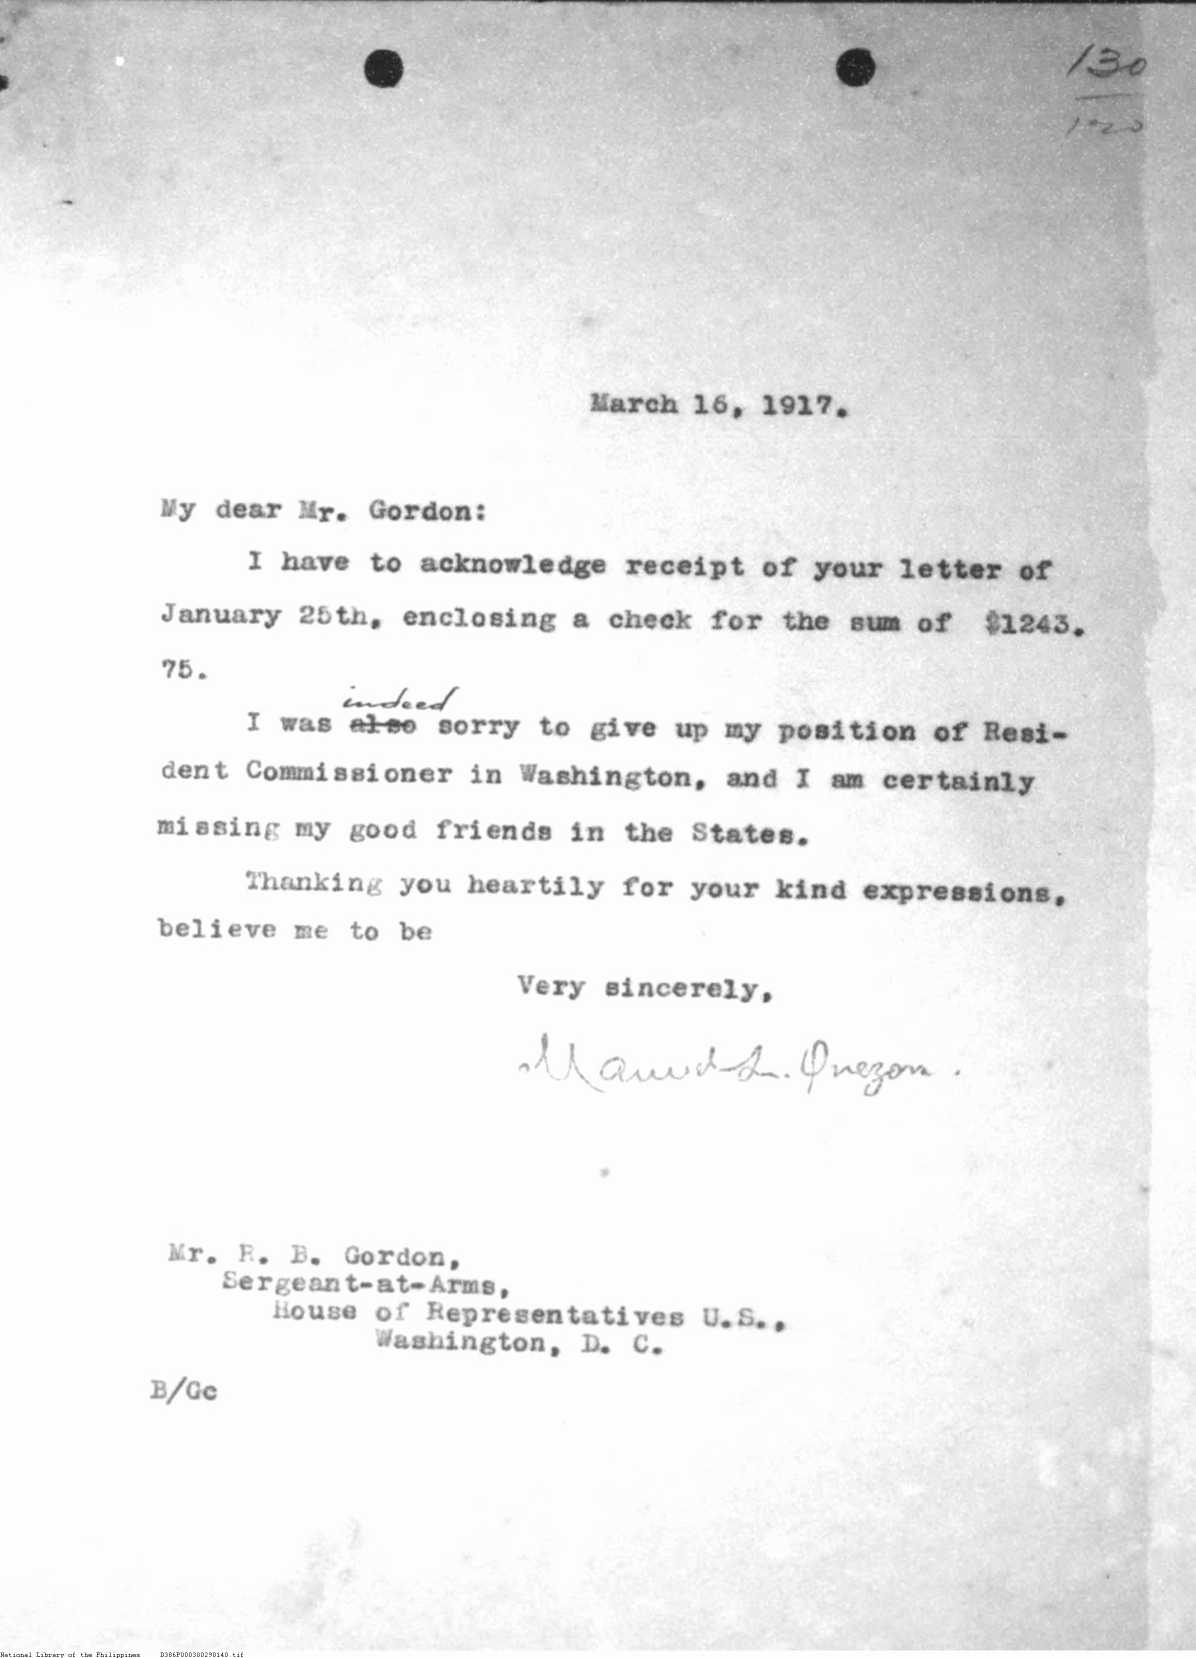 130
March 16, 1917.
My dear Mr. Gordon:
I have to acknowledge receipt of your letter of
January 25th, enclosing a check for the sum of $1243.
75.
indeed
I was also sorry to give up my position of Resi-
dent Commissioner in Washington, and I am certainly
missing my good friends in the States.
Thanking you heartily for your kind expressions,
believe me to be
Very sincerely,
Manuel L. Quezon.
Mr. R. B. Gordon,
Sergeant-at-Arms,
House of Representatives U.S.,
Washington, D. C.
B/Gc
National Library of the Philippines D386P000380298140.tif